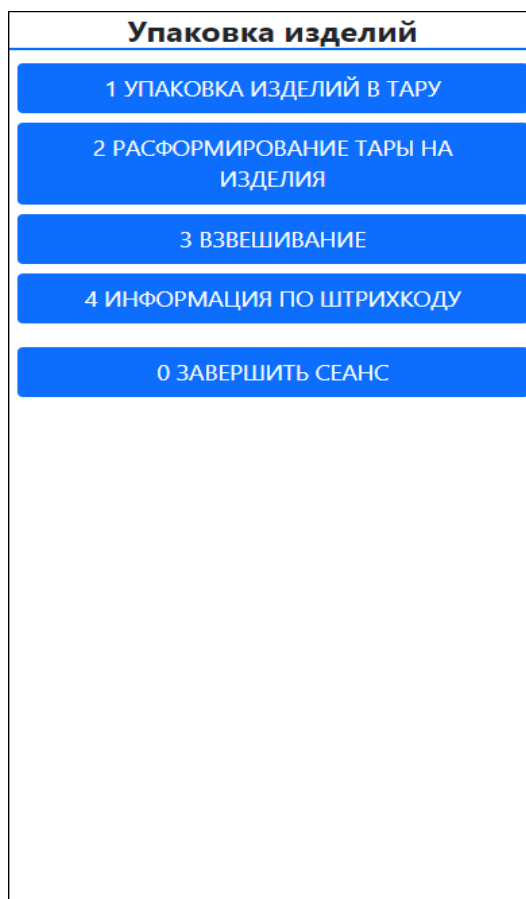 Упаковка изделий
1 УПАКОВКА ИЗДЕЛИЙ В ТАРУ
2 РАСФОРМИРОВАНИЕ ТАРЫ НА
ИЗДЕЛИЯ
3 ВЗВЕШИВАНИЕ
4 ИНФОРМАЦИЯ ПО ШТРИХКОДУ
0 ЗАВЕРШИТЬ СЕАНС